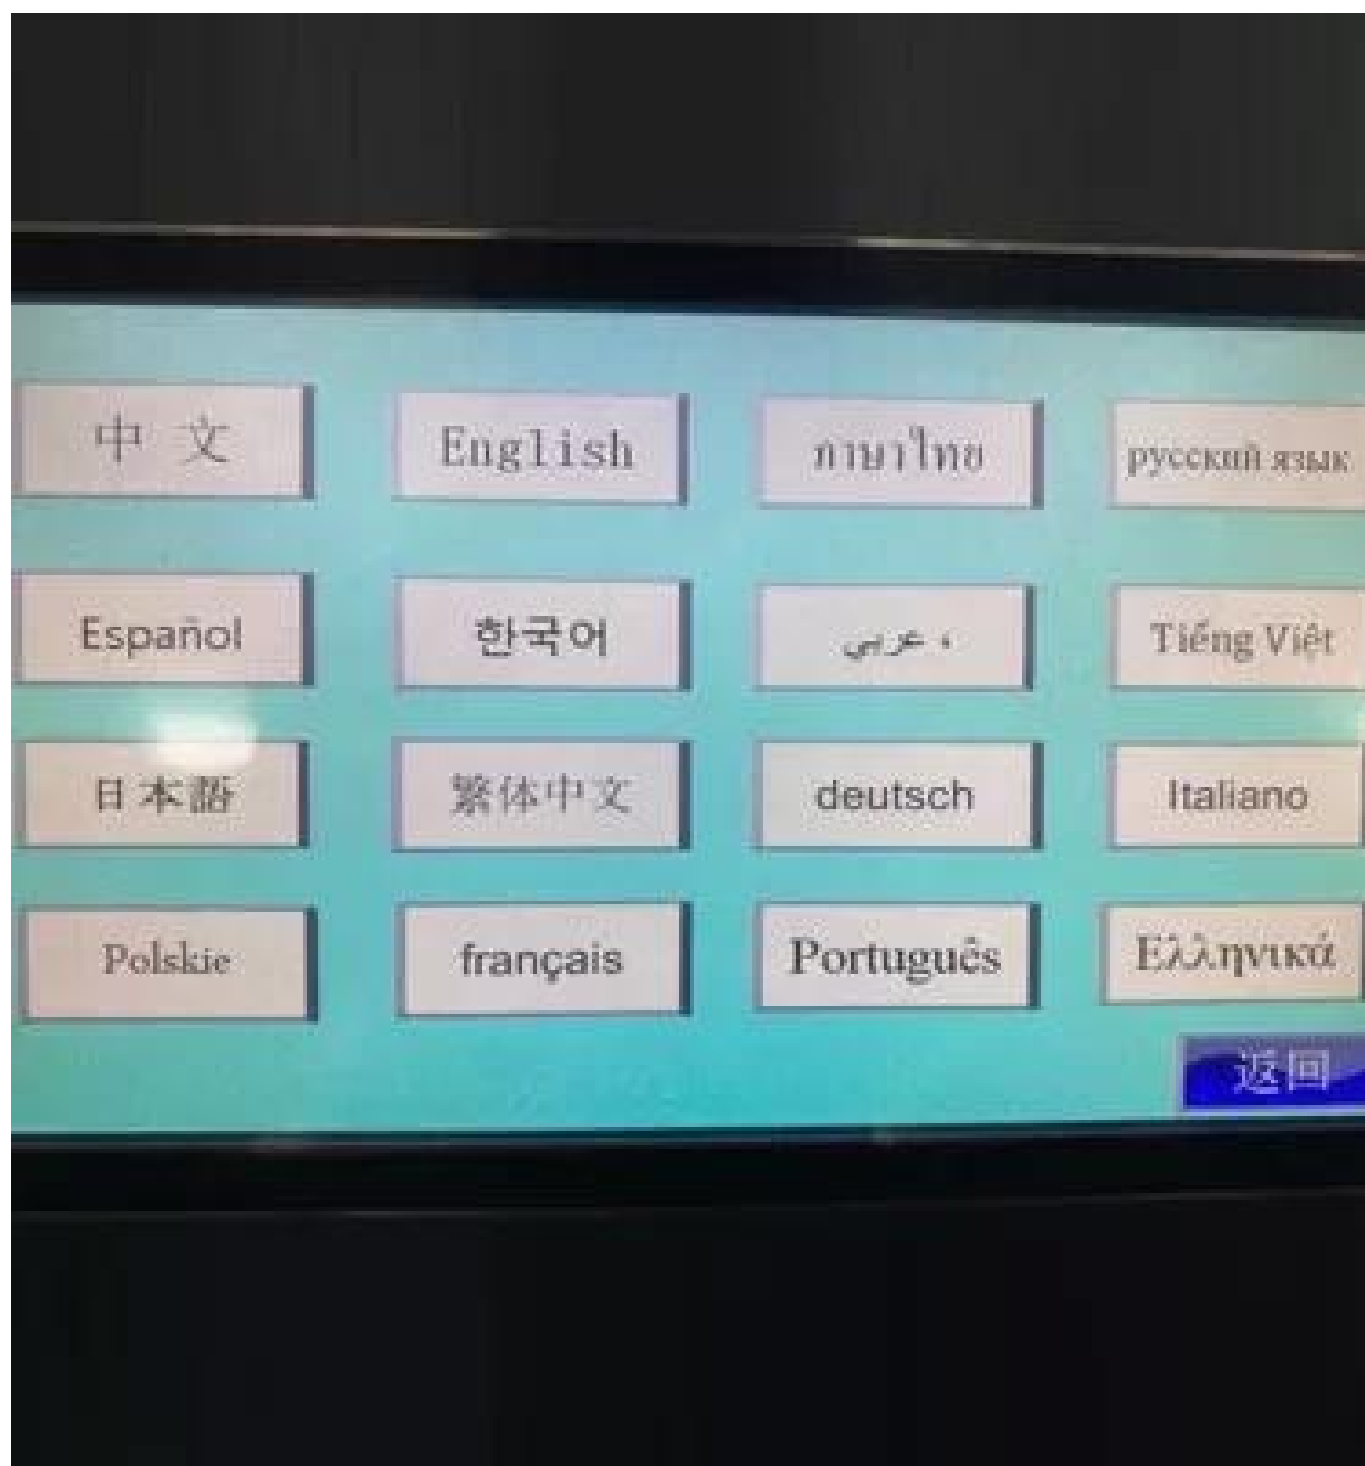 中 文
English
ภาษาไทย
русский язык
Español
한국어
عربي ،
Tiếng Việt
日本語
繁体中文
deutsch
Italiano
Polskie
français
Português
Ελληνικά
返回